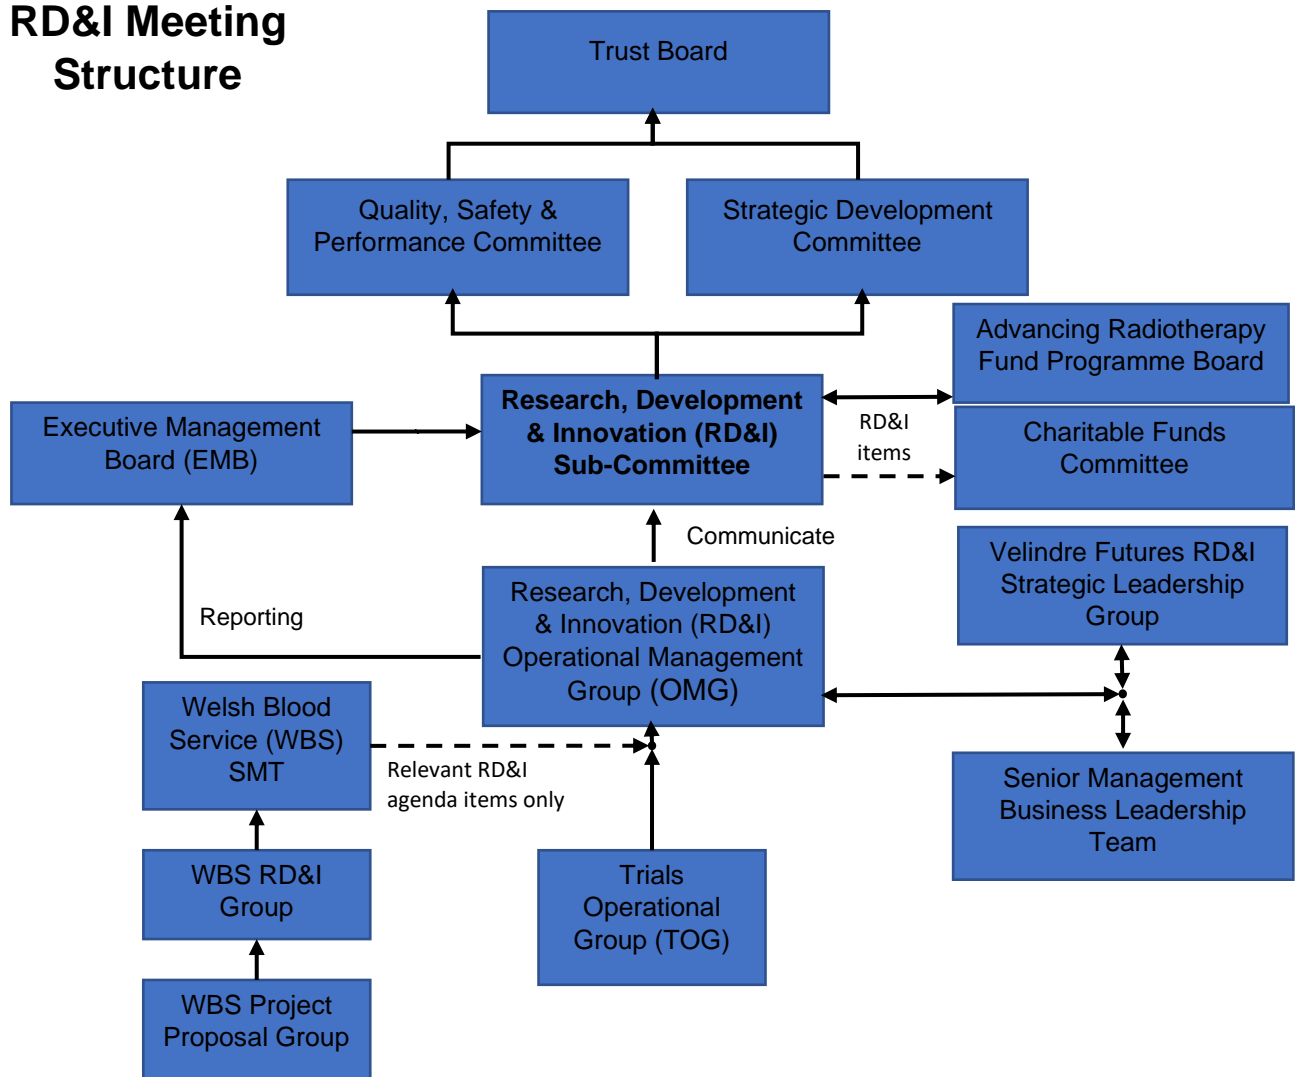 RD&I Meeting
Structure
Trust Board
Quality, Safety &
Performance Committee
Strategic Development
Committee
Advancing Radiotherapy
Fund Programme Board
Research, Development
& Innovation (RD&I)
Sub-Committee
Executive Management
Board (EMB)
RD&I
items
Charitable Funds
Committee
Communicate
Velindre Futures RD&I
Strategic Leadership
Group
Reporting
Research, Development
& Innovation (RD&I)
Operational Management
Group (OMG)
Welsh Blood
Service (WBS)
SMT
Relevant RD&I
agenda items only
Senior Management
Business Leadership
Team
WBS RD&I
Group
Trials
Operational
Group (TOG)
WBS Project
Proposal Group